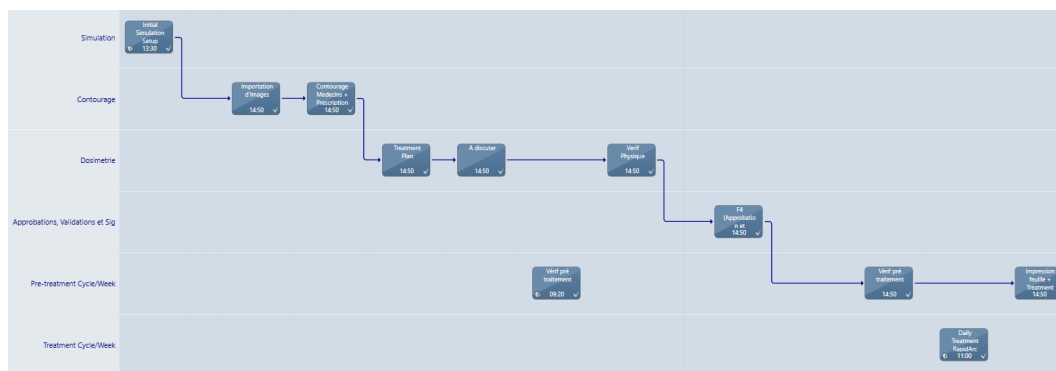 Simulation
Initial
Simulation
Setup
13:30
Contourage
Importation
d'Images
14:50
Contourage
Medecins +
Prescription
14:50
Dosimetrie
Treatment
Plan
14:50
A discuter
14:50
Verif
Physique
14:50
Approbations, Validations et Sig
F4
(Approbatio
n et
14:50
Pre-treatment Cycle/Week
Vérif pré
traitement
09:20
Vérif pré
traitement
14:50
Impression
feuille +
Treatment
14:50
Treatment Cycle/Week
Daily
Treatment
RapidArc
11:00